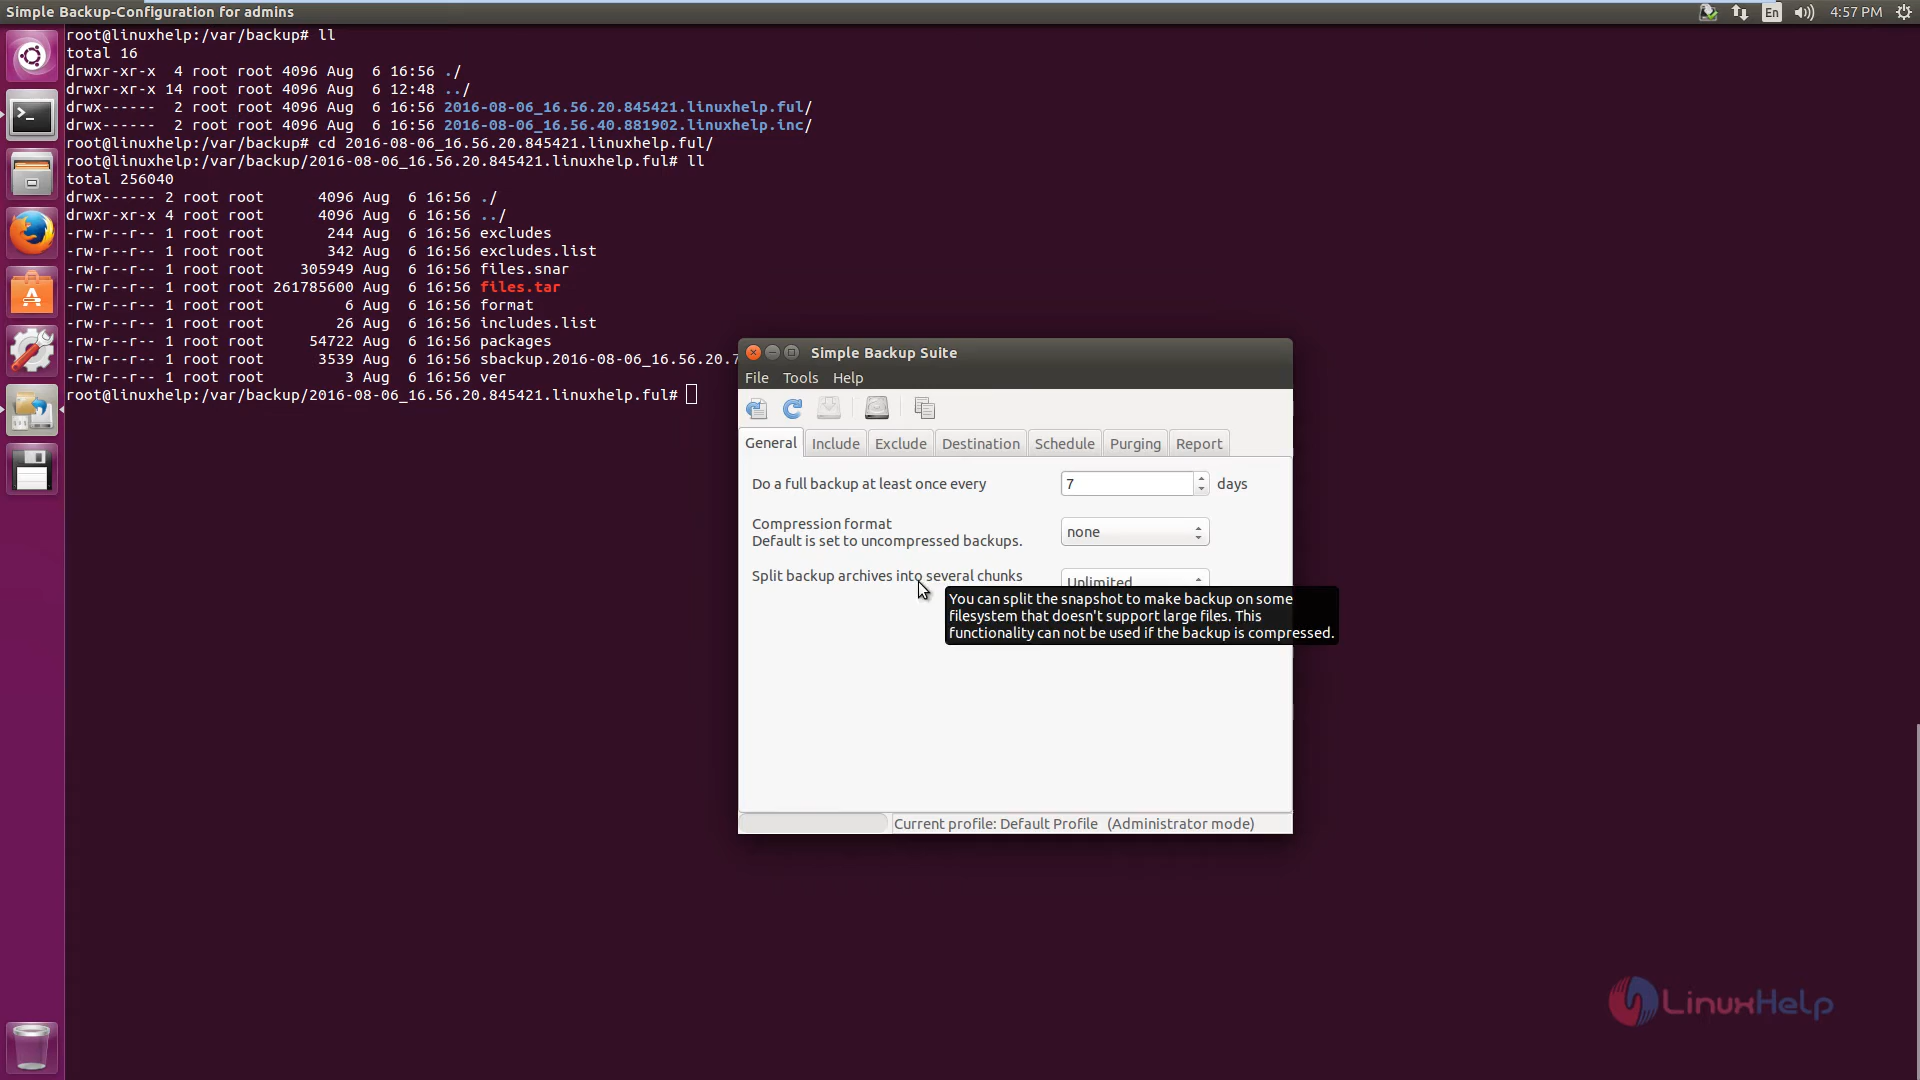 Simple Backup-Configuration for admins
En
4:57 PM
root@linuxhelp:/var/backup# ll
total 16
drwxr-xr-x  4 root root 4096 Aug  6 16:56 ./
drwxr-xr-x 14 root root 4096 Aug  6 12:48 ../
drwx------  2 root root 4096 Aug  6 16:56 2016-08-06_16.56.20.845421.linuxhelp.ful/
drwx------  2 root root 4096 Aug  6 16:56 2016-08-06_16.56.40.881902.linuxhelp.inc/
root@linuxhelp:/var/backup# cd 2016-08-06_16.56.20.845421.linuxhelp.ful/
root@linuxhelp:/var/backup/2016-08-06_16.56.20.845421.linuxhelp.ful# ll
total 256040
drwx------ 2 root root      4096 Aug  6 16:56 ./
drwxr-xr-x 4 root root      4096 Aug  6 16:56 ../
-rw-r--r-- 1 root root       244 Aug  6 16:56 excludes
-rw-r--r-- 1 root root       342 Aug  6 16:56 excludes.list
-rw-r--r-- 1 root root    305949 Aug  6 16:56 files.snar
-rw-r--r-- 1 root root 261785600 Aug  6 16:56 files.tar
-rw-r--r-- 1 root root         6 Aug  6 16:56 format
-rw-r--r-- 1 root root        26 Aug  6 16:56 includes.list
-rw-r--r-- 1 root root     54722 Aug  6 16:56 packages
-rw-r--r-- 1 root root      3539 Aug  6 16:56 sbackup.2016-08-06_16.56.20.7
-rw-r--r-- 1 root root         3 Aug  6 16:56 ver
root@linuxhelp:/var/backup/2016-08-06_16.56.20.845421.linuxhelp.ful#
Simple Backup Suite
File Tools Help
General Include Exclude Destination Schedule Purging Report
Do a full backup at least once every 7 days
Compression format
Default is set to uncompressed backups.
none
Split backup archives into several chunks
Unlimited
You can split the snapshot to make backup on some
filesystem that doesn't support large files. This
functionality can not be used if the backup is compressed.
Current profile: Default Profile (Administrator mode)
LinuxHelp